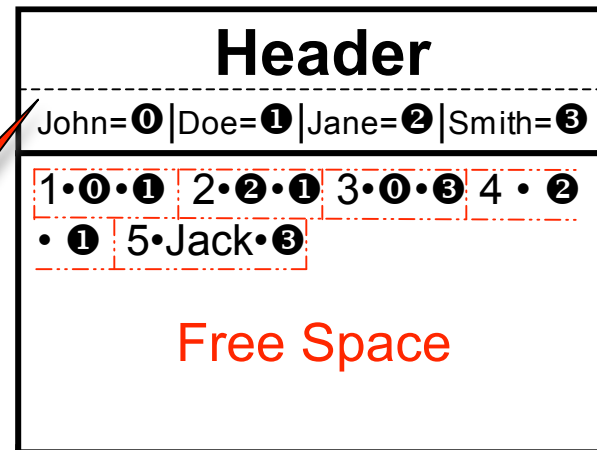 Header
John=⓿|Doe=❶|Jane=❷|Smith=❸
1•⓿•❶ 2•❷•❶ 3•⓿•❸ 4 • ❷
• ❶ 5•Jack•❸
Free Space